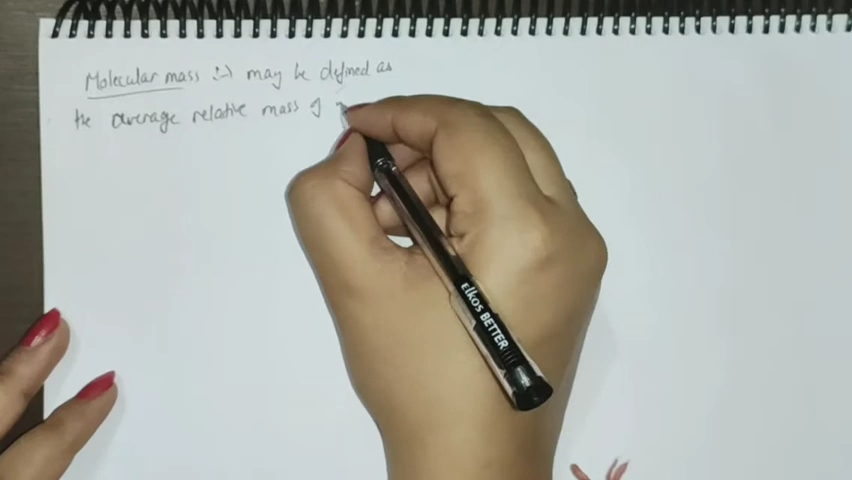 Molecular mass :-) may be defined as
the average relative mass of
elkos BETTER